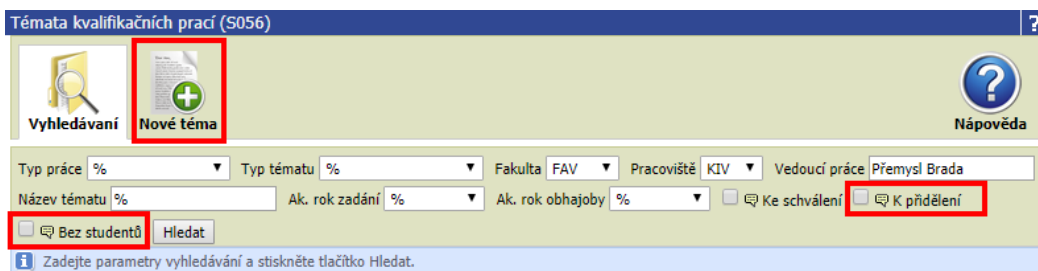 Témata kvalifikačních prací (S056) ?
Vyhledávaní Nové téma Nápověda
Typ práce % Typ tématu % Fakulta FAV Pracoviště KIV Vedoucí práce Přemysl Brada
Název tématu % Ak. rok zadání % Ak. rok obhajoby % Ke schválení K přidělení
Bez studentů Hledat
Zadejte parametry vyhledávání a stiskněte tlačítko Hledat.